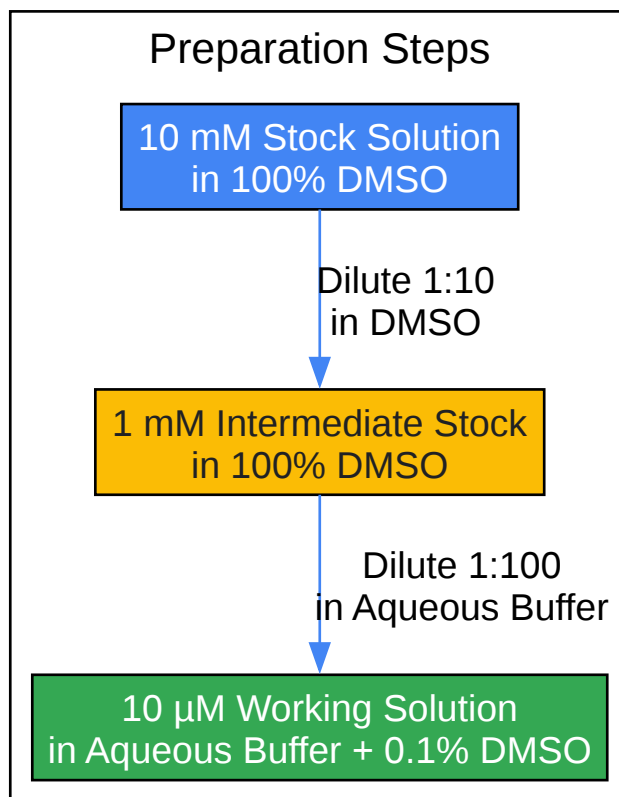 Preparation Steps
10 mM Stock Solution
in 100% DMSO
Dilute 1:10
in DMSO
1 mM Intermediate Stock
in 100% DMSO
Dilute 1:100
in Aqueous Buffer
10 µM Working Solution
in Aqueous Buffer + 0.1% DMSO